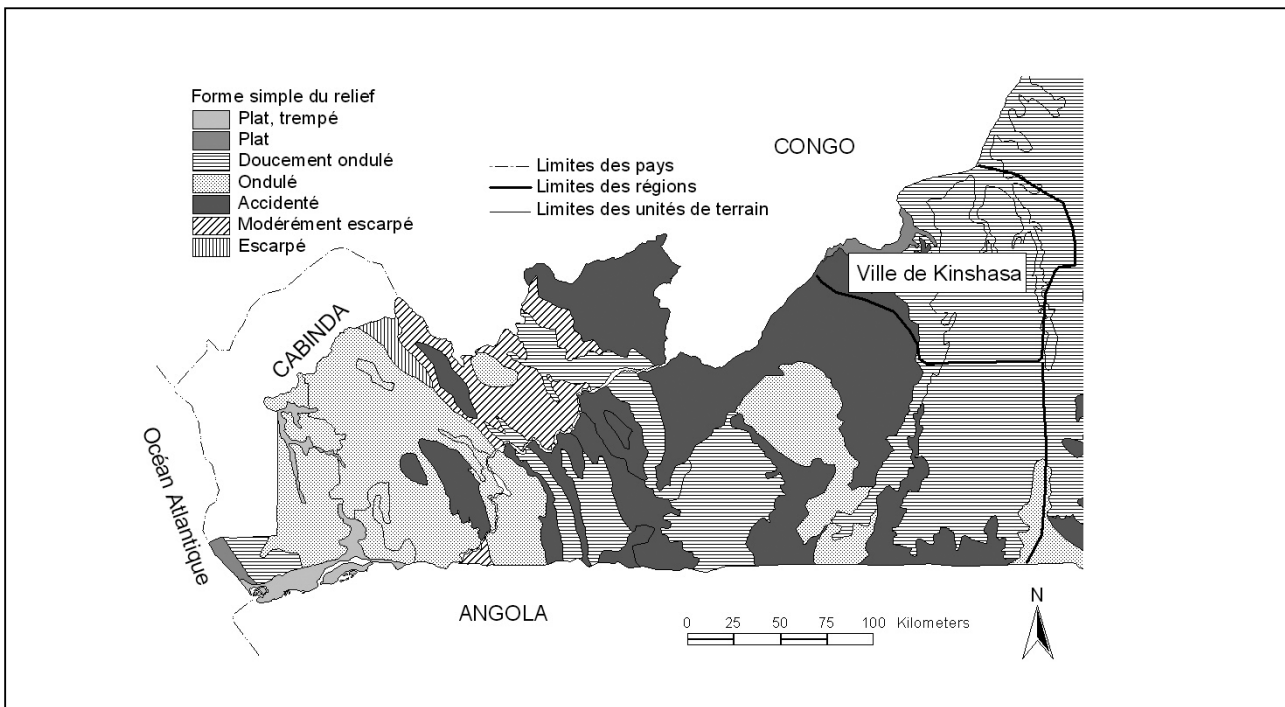 Forme simple du relief
Plat, trempé
Plat
Doucement ondulé
Ondulé
Accidenté
Modérément escarpé
Escarpé
Limites des pays
Limites des régions
Limites des unités de terrain
CONGO
Ville de Kinshasa
CABINDA
Océan Atlantique
ANGOLA
0 25 50 75 100 Kilometers
N